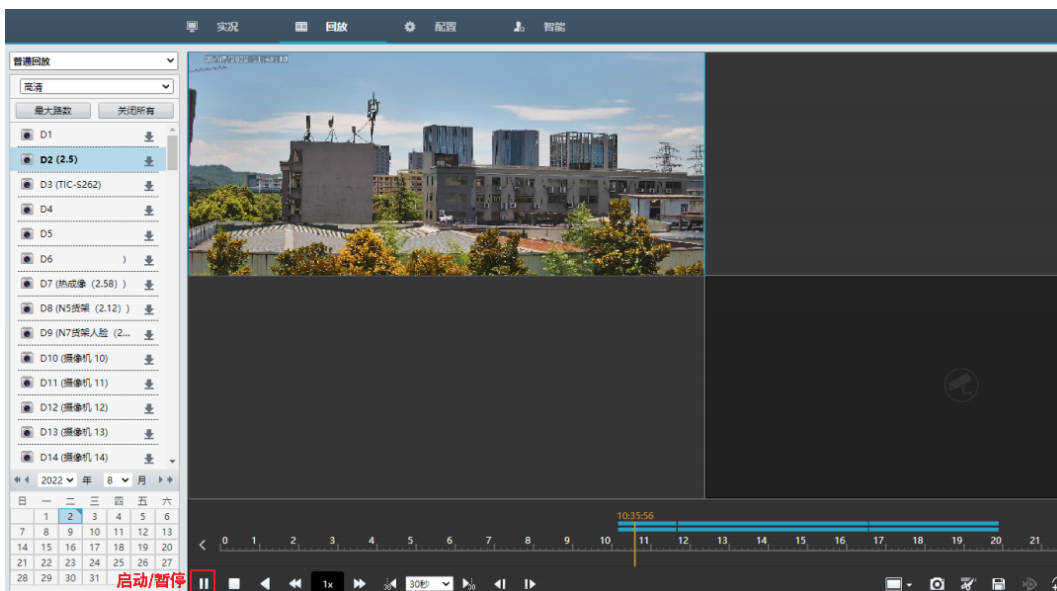 实况 回放 配置 智能
普通回放
高清
最大路数 关闭所有
D1
D2 (2.5)
D3 (TIC-S262)
D4
D5
D6 )
D7 (热成像 (2.58) )
D8 (N5货架 (2.12) )
D9 (N7货架人脸 (2...
D10 (摄像机 10)
D11 (摄像机 11)
D12 (摄像机 12)
D13 (摄像机 13)
D14 (摄像机 14)
2022 年 8 月
日 一 二 三 四 五 六
1 2 3 4 5 6
7 8 9 10 11 12 13
14 15 16 17 18 19 20
21 22 23 24 25 26 27
28 29 30 31
启动/暂停
10:35:56
0 1 2 3 4 5 6 7 8 9 10 11 12 13 14 15 16 17 18 19 20 21
1x 30秒
30 30